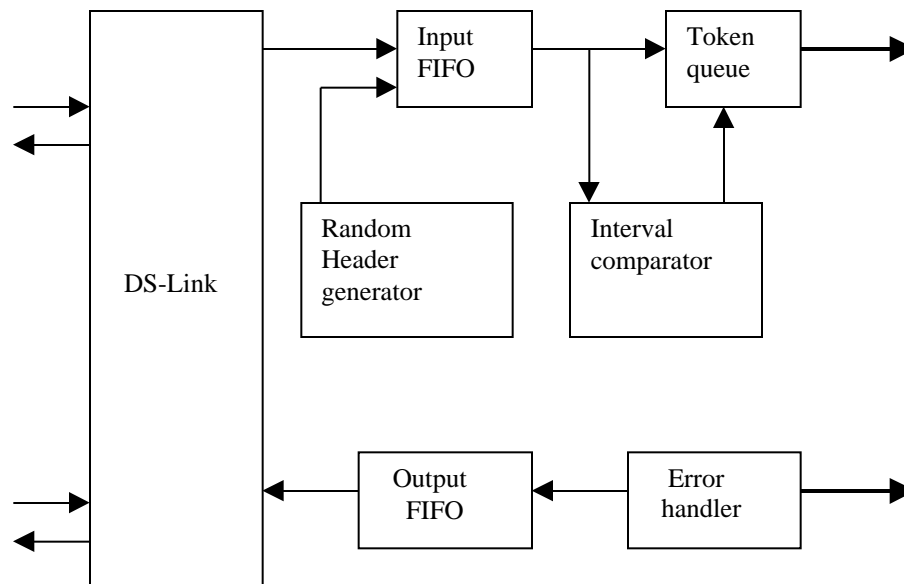 Input
FIFO
Token
queue
Random
Header
generator
Interval
comparator
DS-Link
Output
FIFO
Error
handler